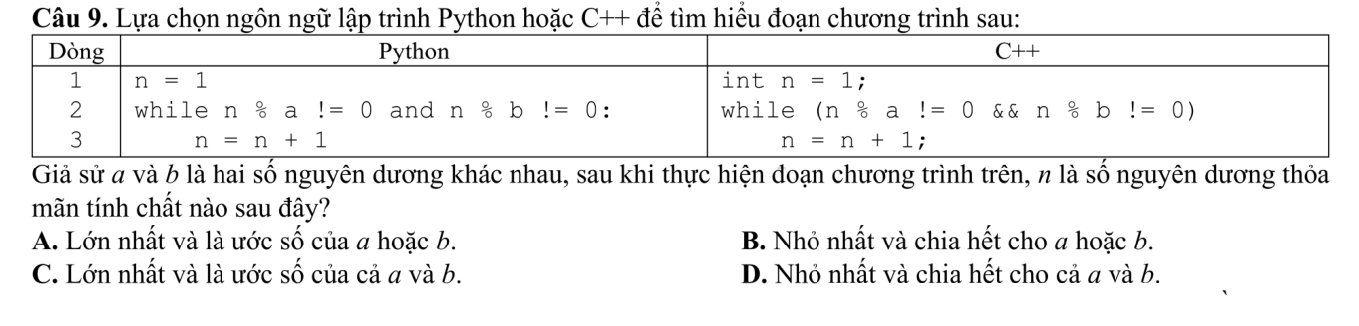 Câu 9. Lựa chọn ngôn ngữ lập trình Python hoặc C++ để tìm hiểu đoạn chương trình sau:
Dòng Python C++
1 n = 1 int n = 1;
2 while n % a != 0 and n % b != 0: while (n % a != 0 && n % b != 0)
3 n = n + 1 n = n + 1;
Giả sử a và b là hai số nguyên dương khác nhau, sau khi thực hiện đoạn chương trình trên, n là số nguyên dương thỏa
mãn tính chất nào sau đây?
A. Lớn nhất và là ước số của a hoặc b. B. Nhỏ nhất và chia hết cho a hoặc b.
C. Lớn nhất và là ước số của cả a và b. D. Nhỏ nhất và chia hết cho cả a và b.